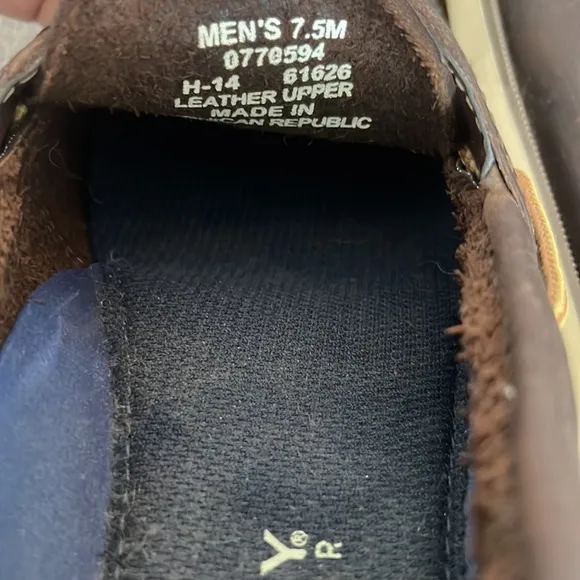 MEN'S 7.5M
0770594
H-14 61626
LEATHER UPPER
MADE IN
REPUBLIC
Y®
R